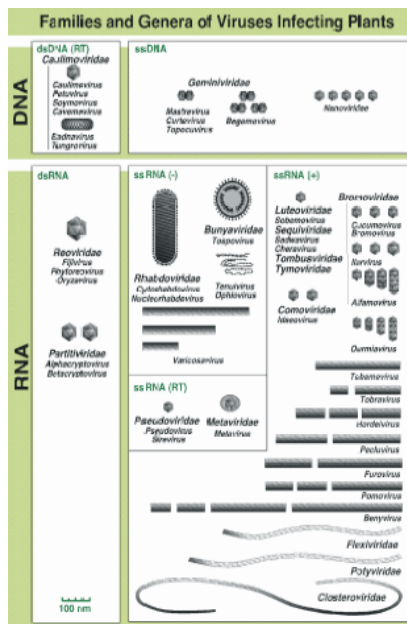 Families and Genera of Viruses Infecting Plants
DNA
dsDNA (RT)
Caulimoviridae
Caulimovirus
Petuvirus
Soymovirus
Cavemovirus
Badnavirus
Tungrovirus
ssDNA
Geminiviridae
Mastrevirus
Curtovirus
Topocuvirus
Begomovirus
Nanoviridae
RNA
dsRNA
Reoviridae
Fijivirus
Phytoreovirus
Oryzavirus
Partitiviridae
Alphacryptovirus
Betacryptovirus
100 nm
ssRNA (-)
Rhabdoviridae
Cytorhabdovirus
Nucleorhabdovirus
Bunyaviridae
Tospovirus
Tenuivirus
Ophiovirus
Varicosavirus
ssRNA (RT)
Pseudoviridae
Pseudovirus
Sirevirus
Metaviridae
Metavirus
ssRNA (+)
Luteoviridae
Sobemovirus
Sequiviridae
Sadwavirus
Cheravirus
Tombusviridae
Tymoviridae
Comoviridae
Idaeovirus
Bromoviridae
Cucumovirus
Bromovirus
Ilarvirus
Alfamovirus
Ourmiavirus
Tobamovirus
Tobravirus
Hordeivirus
Pecluvirus
Furovirus
Pomovirus
Benyvirus
Flexiviridae
Potyviridae
Closteroviridae